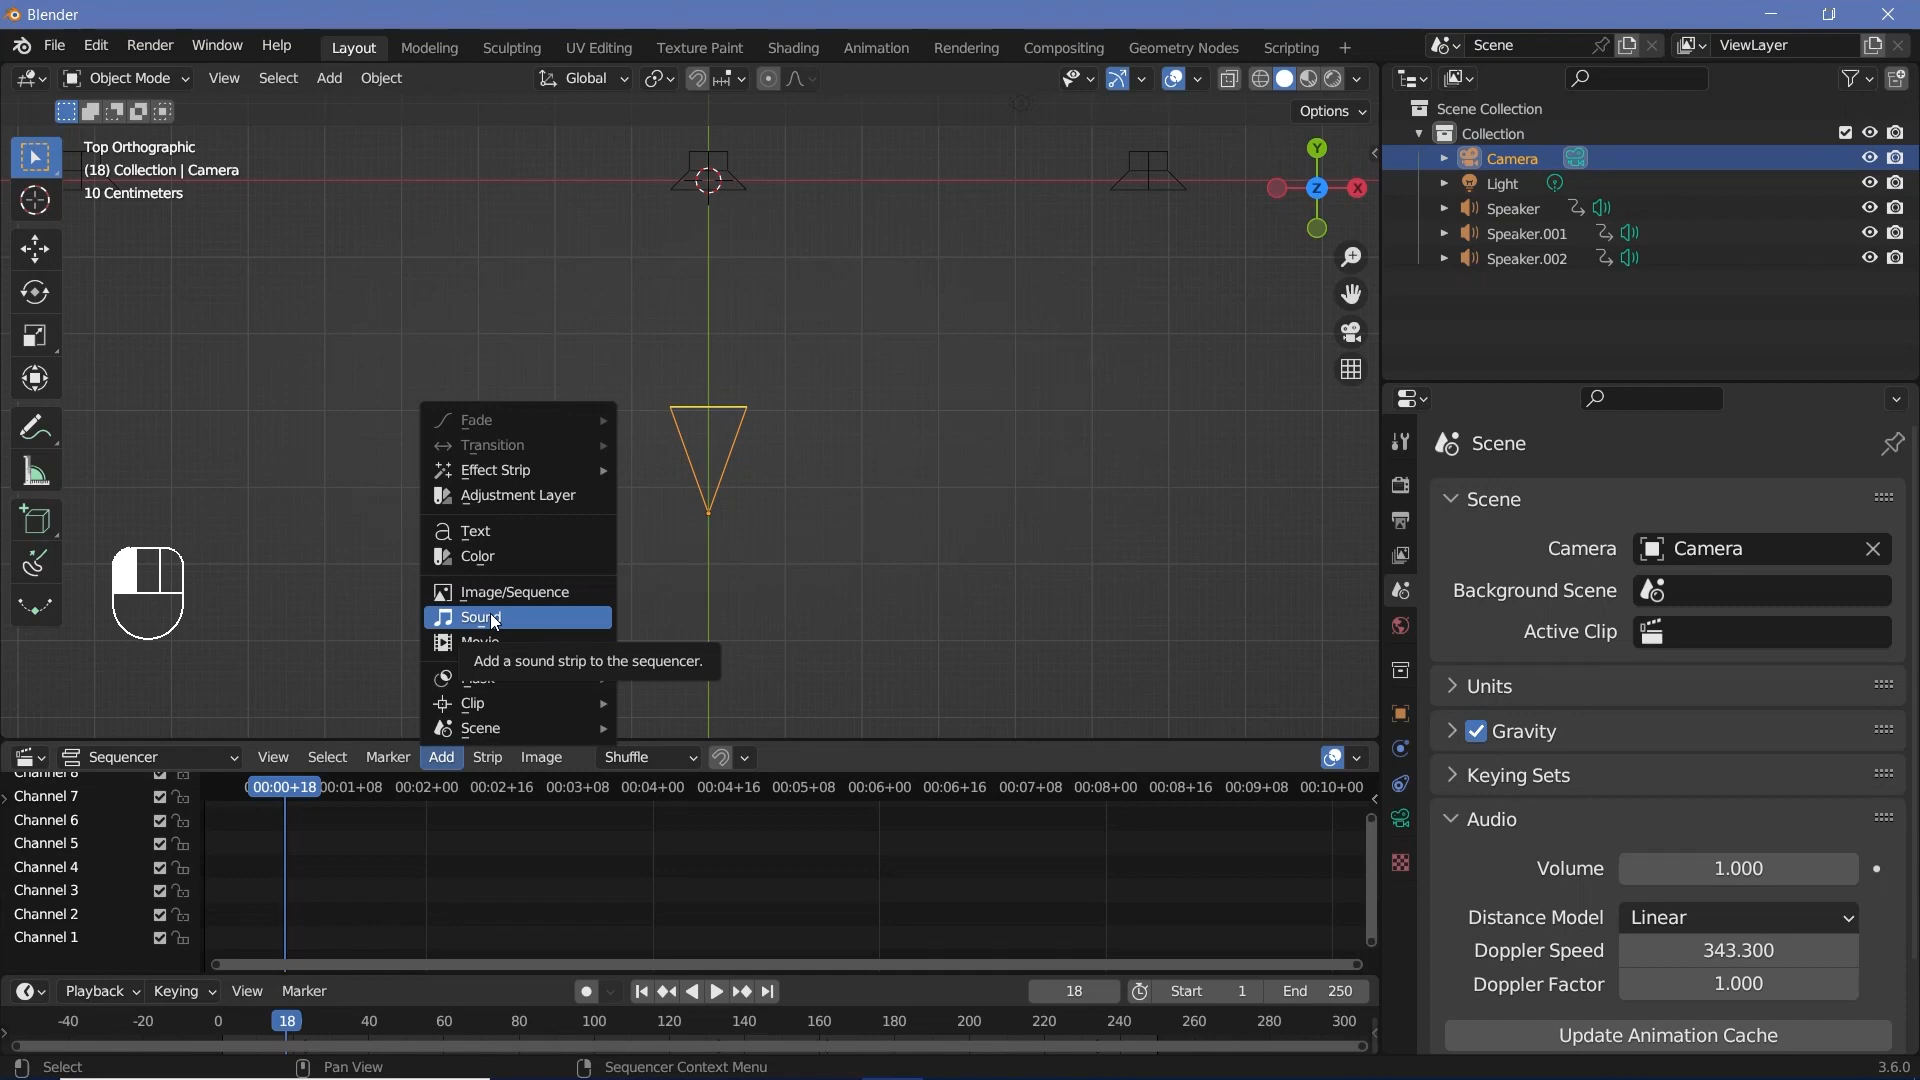 Blender
File Edit Render Window Help Layout Modeling Sculpting UV Editing Texture Paint Shading Animation Rendering Compositing Geometry Nodes Scripting + Scene ViewLayer
Object Mode View Select Add Object Global
Options
Top Orthographic
(18) Collection | Camera
10 Centimeters
Y
X
Z
Scene Collection
Collection
Camera
Light
Speaker
Speaker.001
Speaker.002
Scene
Scene
Camera Camera
Background Scene
Active Clip
Units
Gravity
Keying Sets
Audio
Volume 1.000
Distance Model Linear
Doppler Speed 343.300
Doppler Factor 1.000
Update Animation Cache
Fade
Transition
Effect Strip
Adjustment Layer
Text
Color
Image/Sequence
Sound
Movie
Add a sound strip to the sequencer.
Mask
Clip
Scene
Sequencer View Select Marker Add Strip Image Shuffle
00:00+18 00:01+08 00:02+00 00:02+16 00:03+08 00:04+00 00:04+16 00:05+08 00:06+00 00:06+16 00:07+08 00:08+00 00:08+16 00:09+08 00:10+00
Channel 8
Channel 7
Channel 6
Channel 5
Channel 4
Channel 3
Channel 2
Channel 1
Playback Keying View Marker 18 Start 1 End 250
-40 -20 0 18 40 60 80 100 120 140 160 180 200 220 240 260 280 300
Select Pan View Sequencer Context Menu 3.6.0